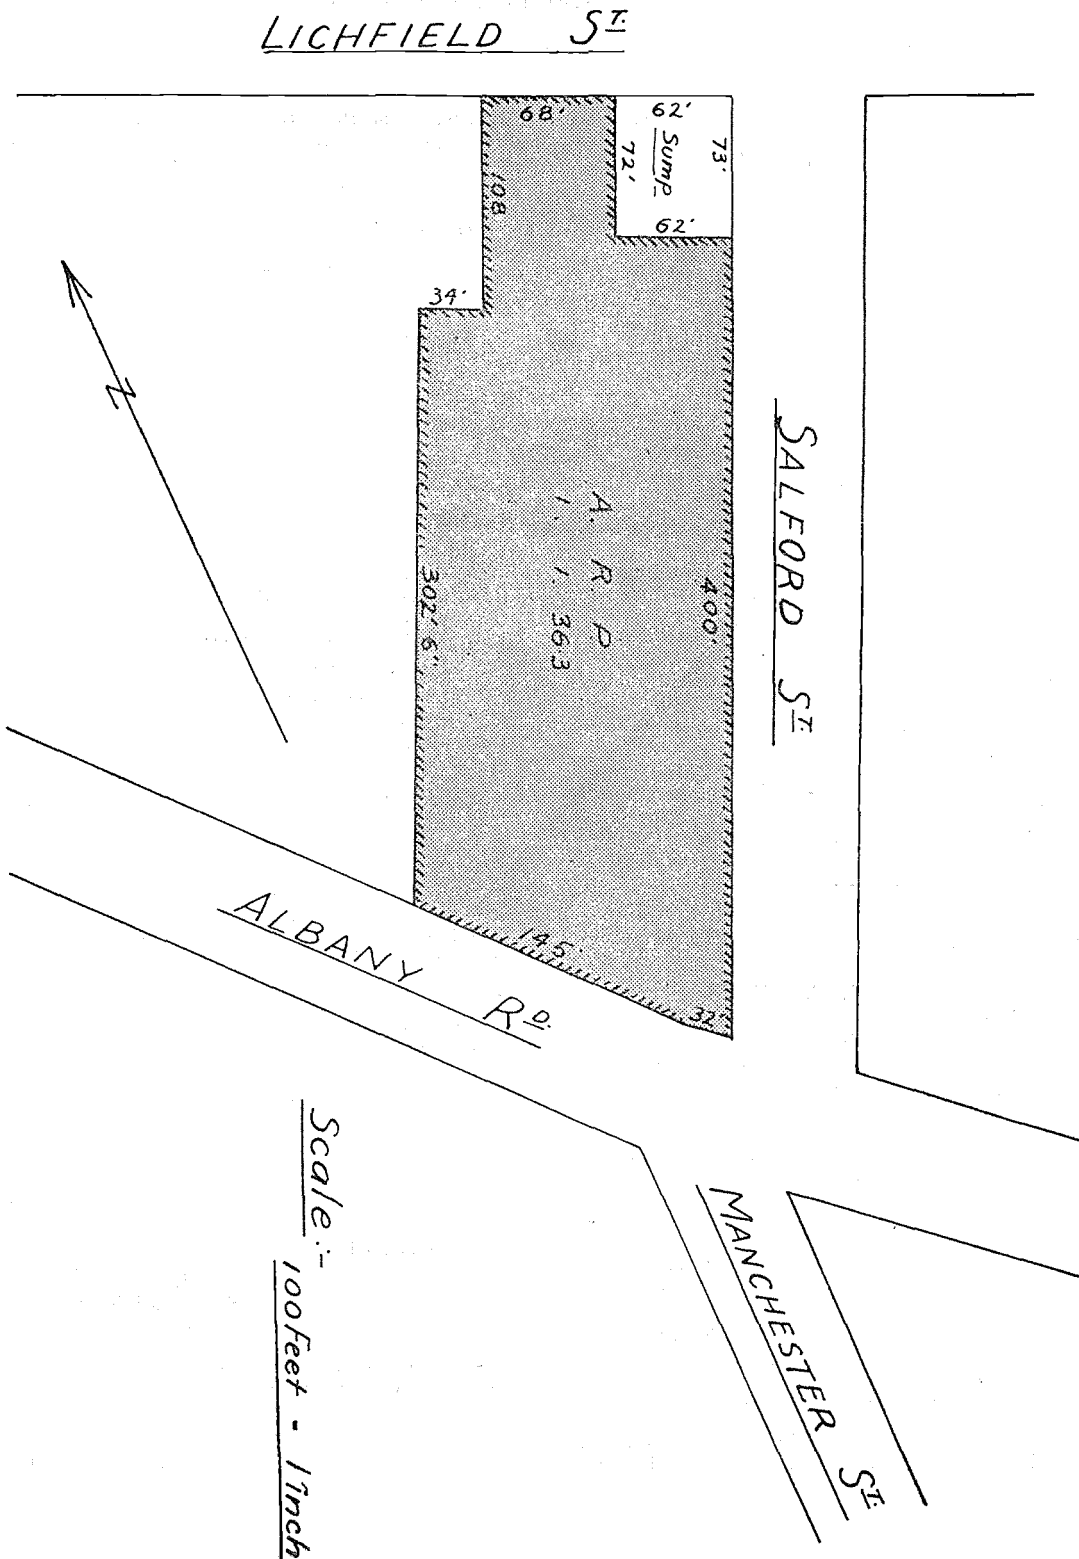 LICHFIELD ST.
68'
62'
Sump
72'
73'
62'
108
34'
A. R. P
1. 1. 36.3
400'
302' 6"
SALFORD ST.
145'
32'
ALBANY RD.
N
MANCHESTER ST.
Scale:-
100 Feet - 1 inch